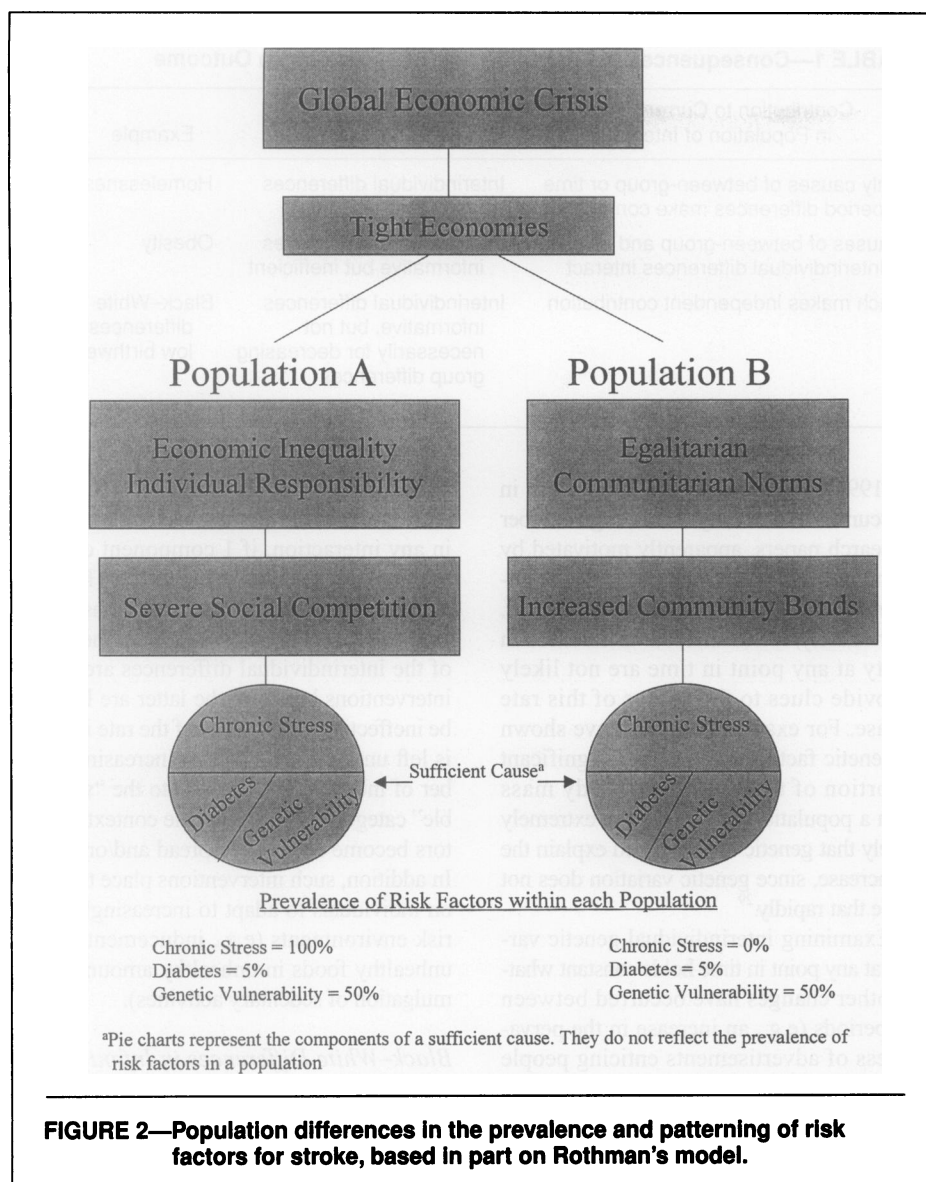 Global Economic Crisis
Tight Economies
Population A
Economic Inequality
Individual Responsibility
Severe Social Competition
Chronic Stress
Diabetes
Genetic
Vulnerability
Population B
Egalitarian
Communitarian Norms
Increased Community Bonds
Chronic Stress
Diabetes
Genetic
Vulnerability
Sufficient Causeᵃ
Prevalence of Risk Factors within each Population
Chronic Stress = 100%
Diabetes = 5%
Genetic Vulnerability = 50%
Chronic Stress = 0%
Diabetes = 5%
Genetic Vulnerability = 50%
ᵃPie charts represent the components of a sufficient cause. They do not reflect the prevalence of
risk factors in a population
FIGURE 2—Population differences in the prevalence and patterning of risk
factors for stroke, based in part on Rothman's model.